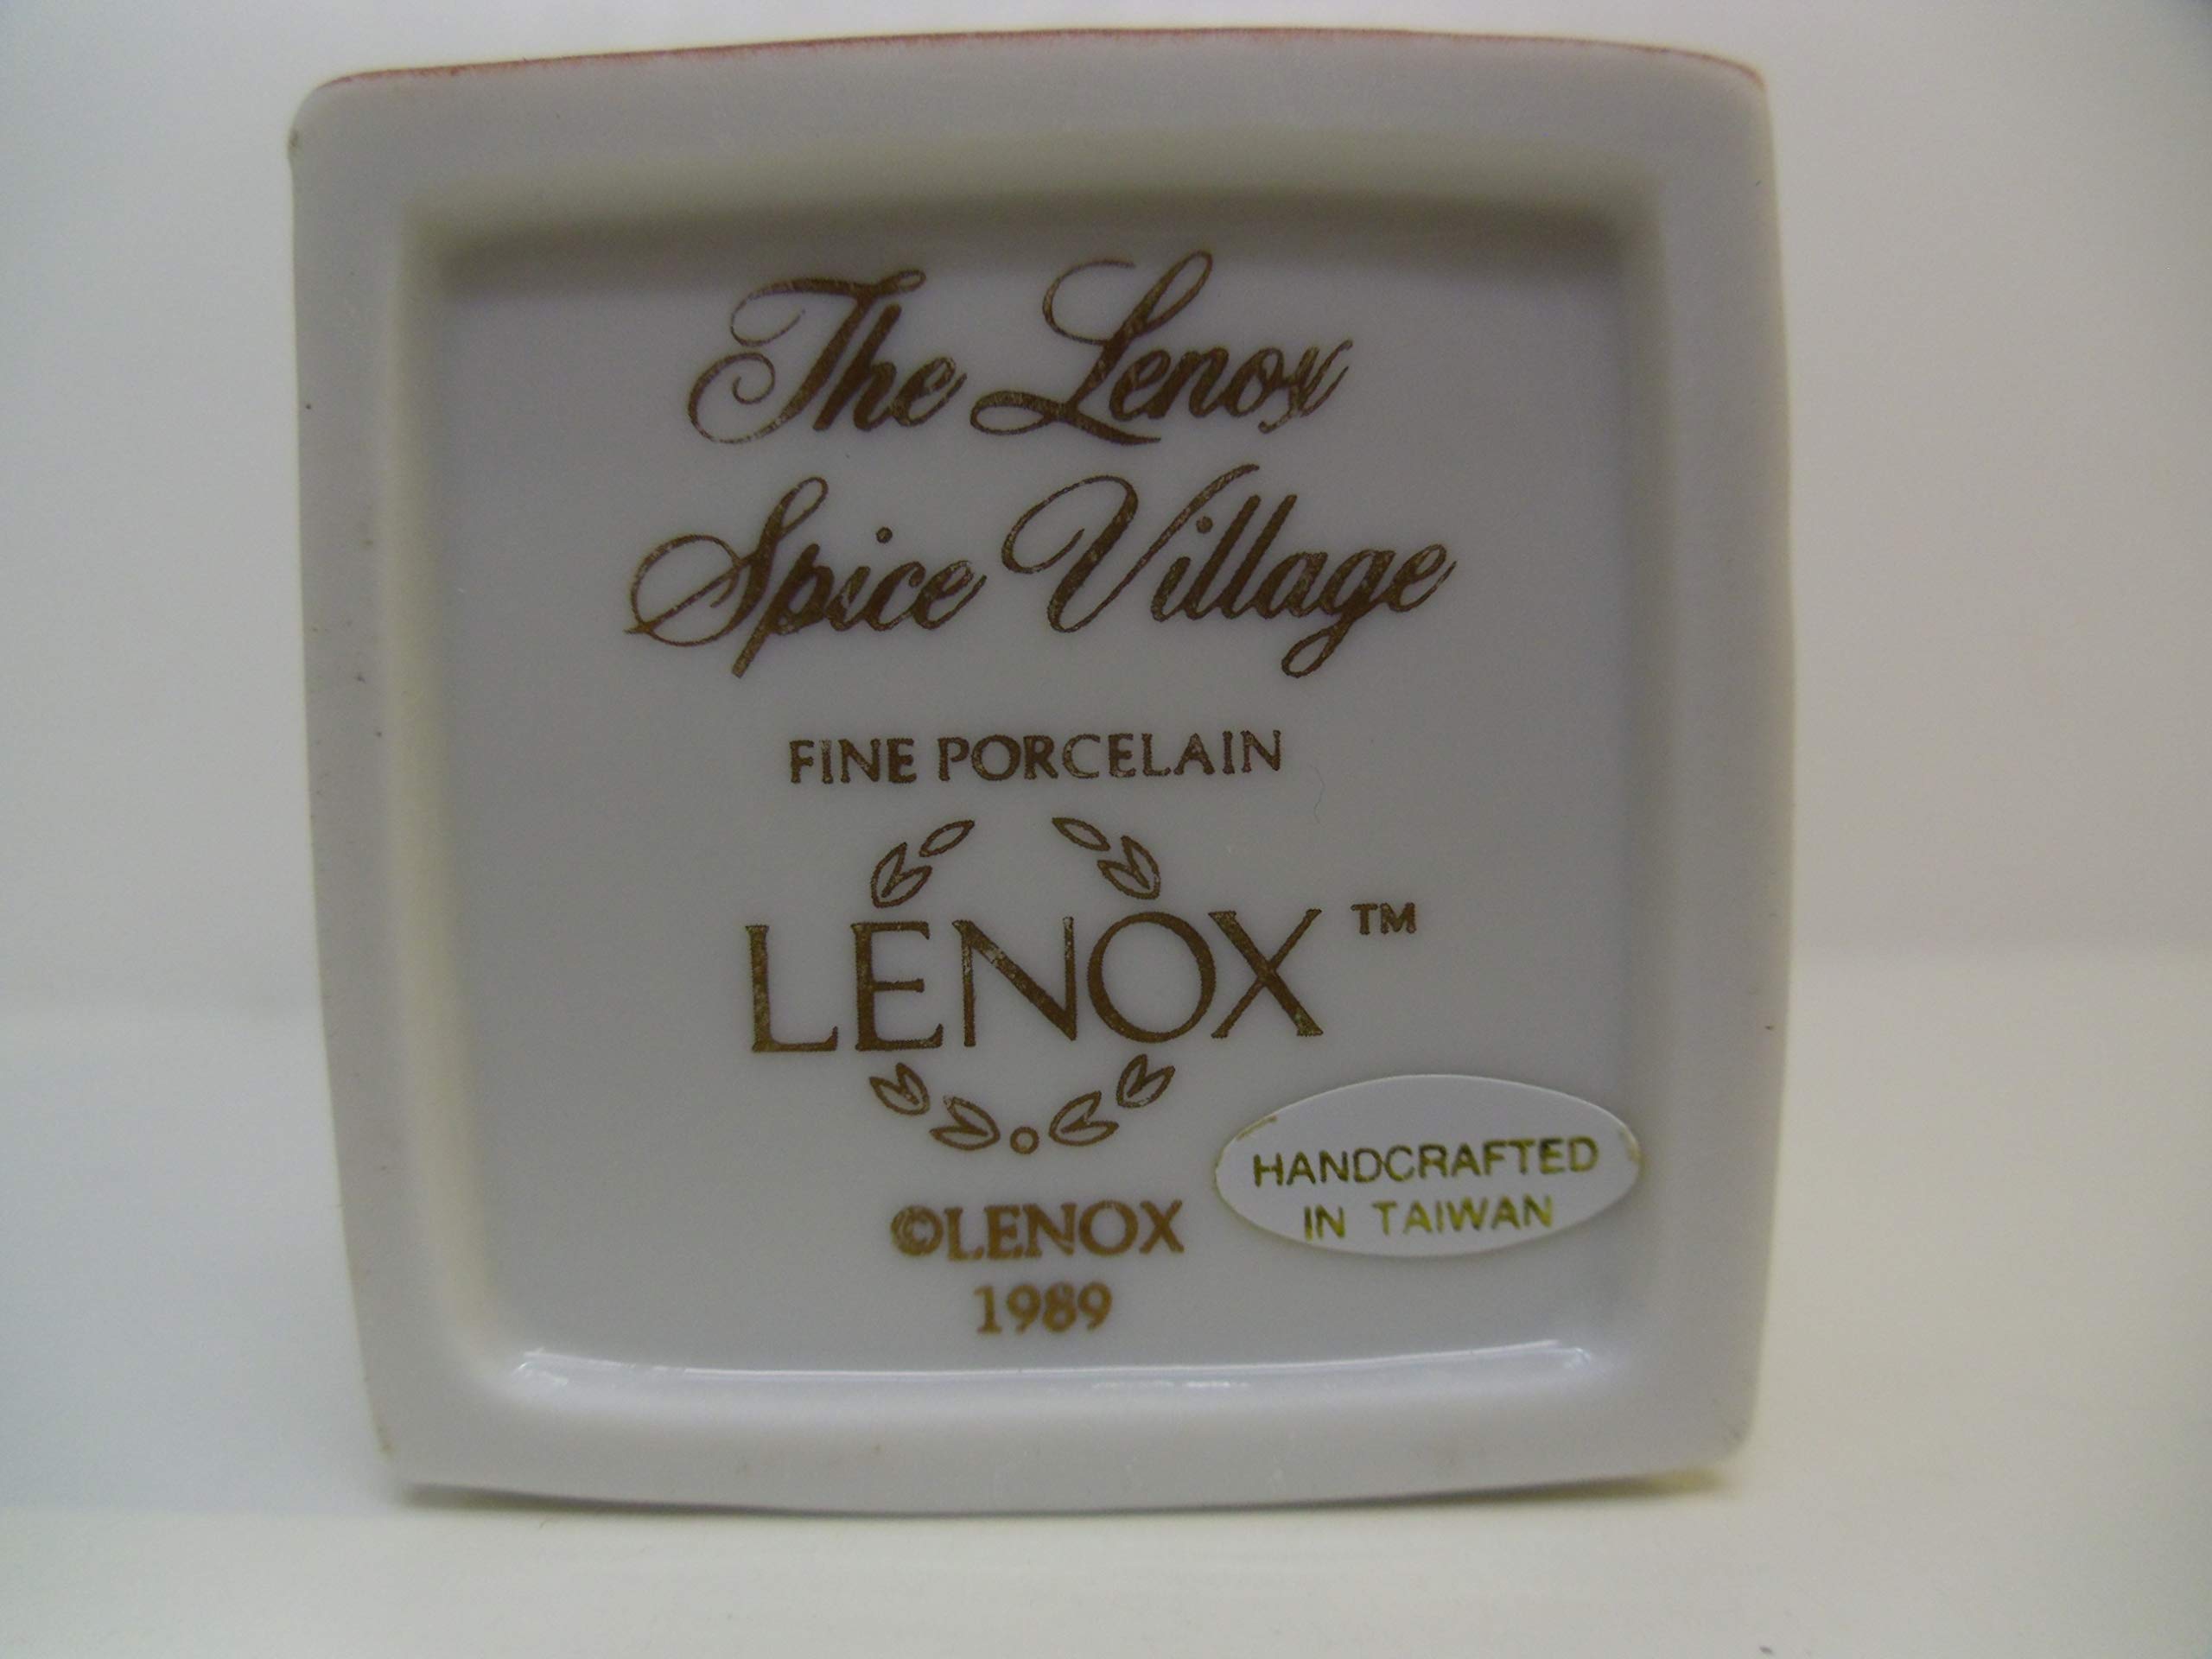 The Lenox
Spice Village
FINE PORCELAIN
LENOX™
©LENOX
1989
HANDCRAFTED
IN TAIWAN